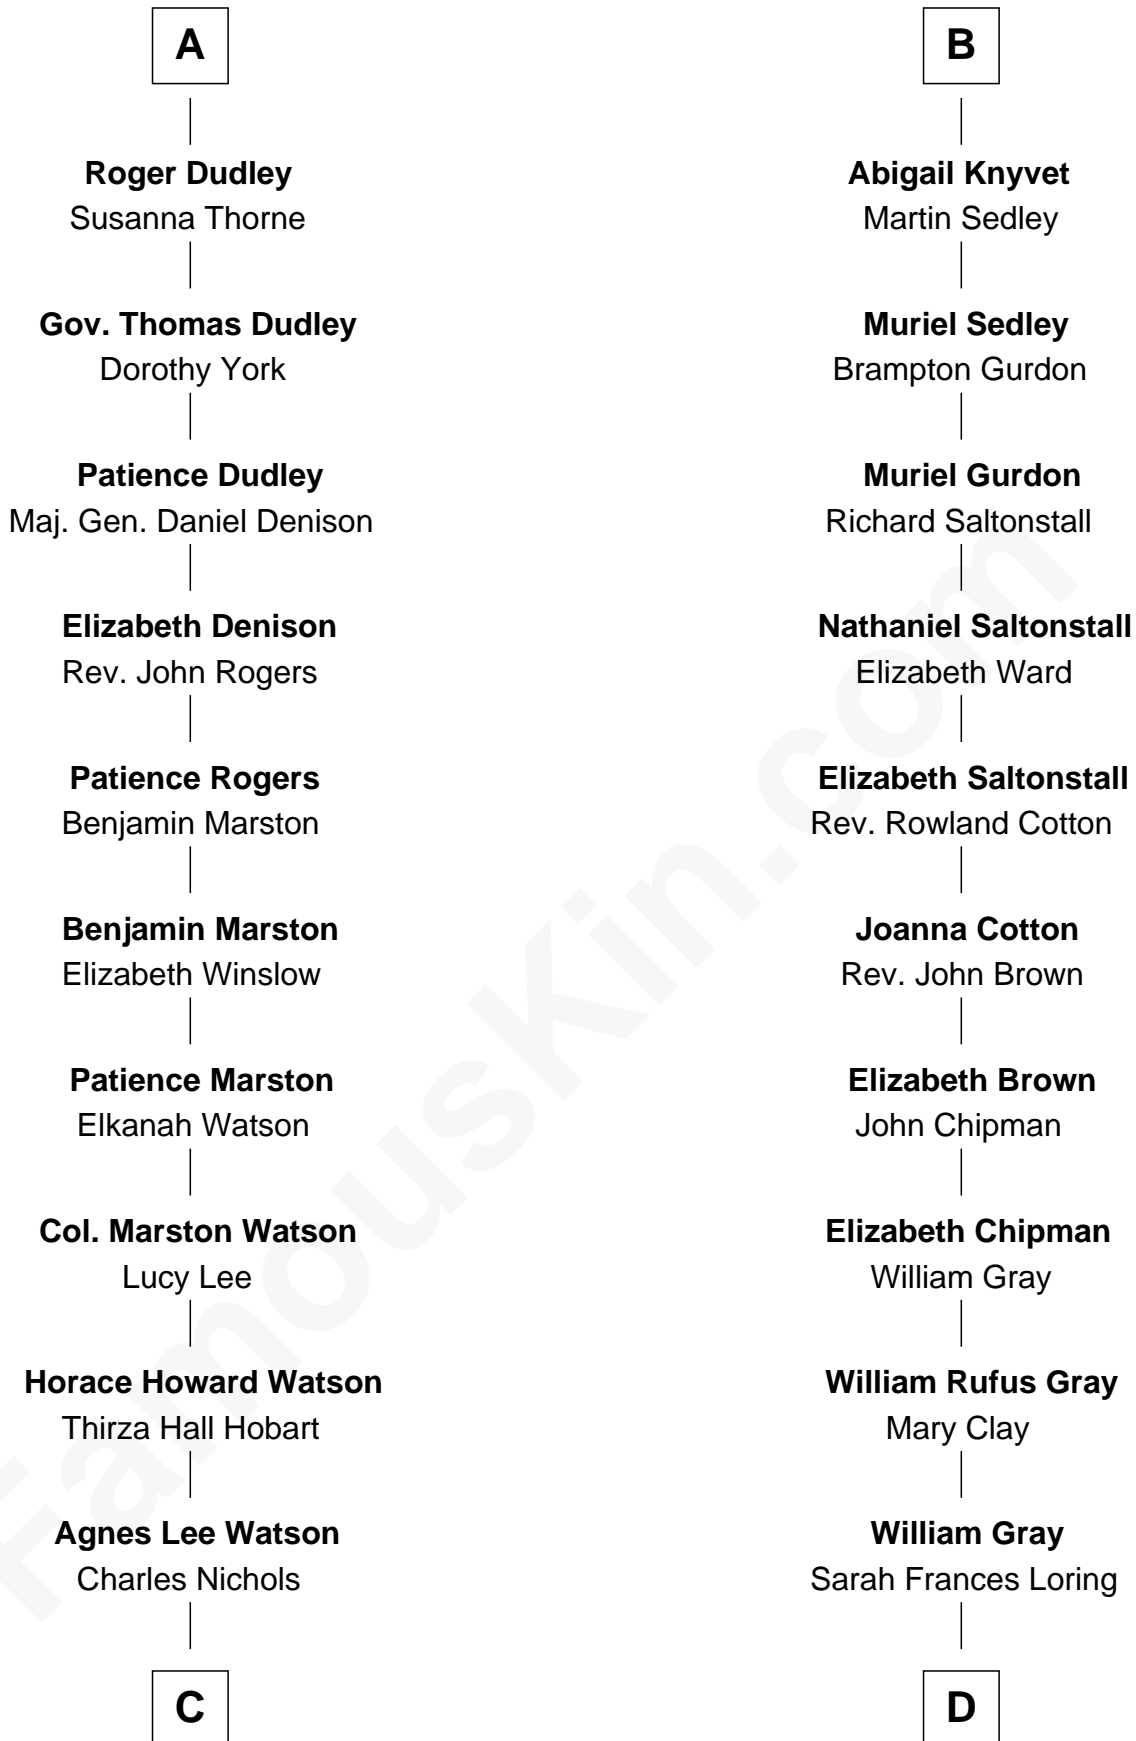 A
Roger Dudley
Susanna Thorne
Gov. Thomas Dudley
Dorothy York
Patience Dudley
Maj. Gen. Daniel Denison
Elizabeth Denison
Rev. John Rogers
Patience Rogers
Benjamin Marston
Benjamin Marston
Elizabeth Winslow
Patience Marston
Elkanah Watson
Col. Marston Watson
Lucy Lee
Horace Howard Watson
Thirza Hall Hobart
Agnes Lee Watson
Charles Nichols
C
B
Abigail Knyvet
Martin Sedley
Muriel Sedley
Brampton Gurdon
Muriel Gurdon
Richard Saltonstall
Nathaniel Saltonstall
Elizabeth Ward
Elizabeth Saltonstall
Rev. Rowland Cotton
Joanna Cotton
Rev. John Brown
Elizabeth Brown
John Chipman
Elizabeth Chipman
William Gray
William Rufus Gray
Mary Clay
William Gray
Sarah Frances Loring
D
FamousKin.com